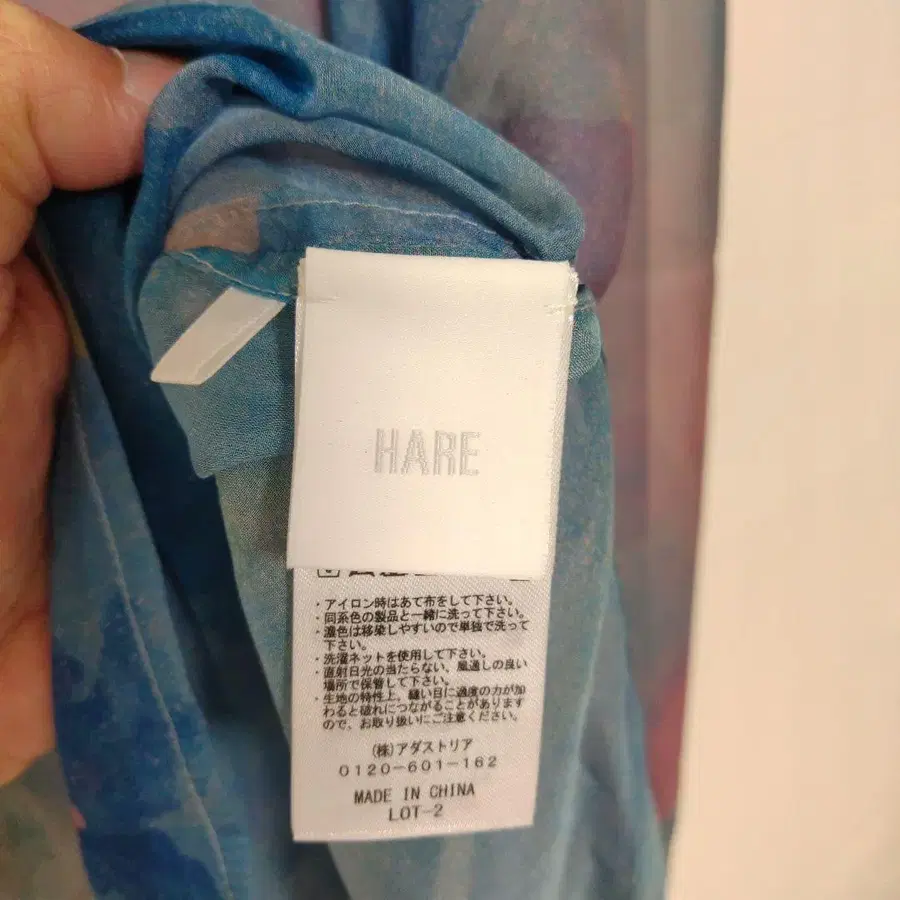 HARE
・アイロン時はあて布をして下さい。
・同系色の製品と一緒に洗って下さい。
・濃色は移染しやすいので単独で洗って
下さい。
・洗濯ネットを使用して下さい。
・直射日光の当たらない、風通しの良い
場所で保管して下さい。
・生地の特性上、縫い目に過度の力が加
わると破れにつながることがあります
ので、お取り扱いにご注意ください。
(株)アダストリア
0120-601-162
MADE IN CHINA
LOT-2